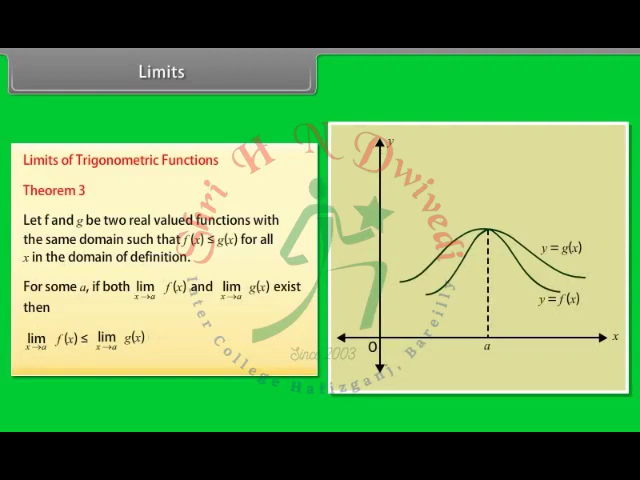 Limits
Limits of Trigonometric Functions
Theorem 3
Let f and g be two real valued functions with
the same domain such that f (x) ≤ g(x) for all
x in the domain of definition.
For some a, if both lim x→a f (x) and lim x→a g(x) exist
then
lim x→a f (x) ≤ lim x→a g(x)
y
y = g(x)
y = f (x)
x
O
a
Shri H N Dwivedi
Inter College Hafizganj, Bareilly
Since 2003